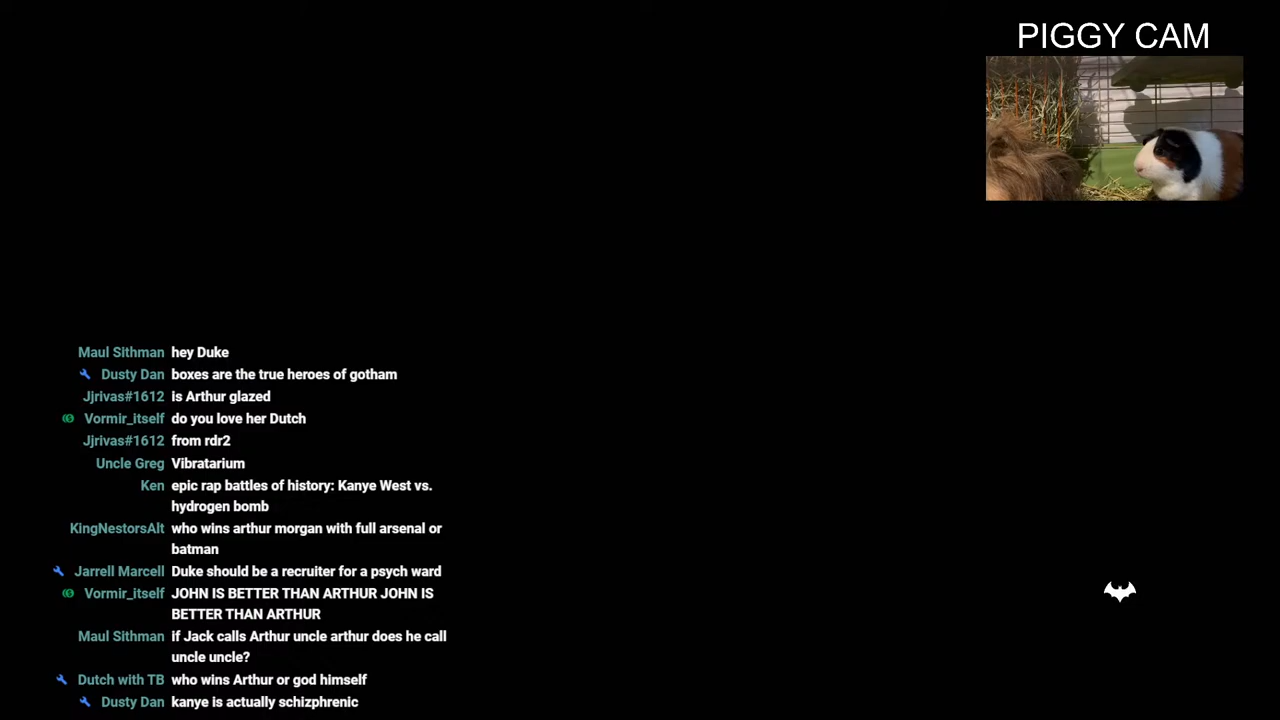 PIGGY CAM
Maul Sithman hey Duke
Dusty Dan boxes are the true heroes of gotham
Jjrivas#1612 is Arthur glazed
Vormir_itself do you love her Dutch
Jjrivas#1612 from rdr2
Uncle Greg Vibratarium
Ken epic rap battles of history: Kanye West vs.
hydrogen bomb
KingNestorsAlt who wins arthur morgan with full arsenal or
batman
Jarrell Marcell Duke should be a recruiter for a psych ward
Vormir_itself JOHN IS BETTER THAN ARTHUR JOHN IS
BETTER THAN ARTHUR
Maul Sithman if Jack calls Arthur uncle arthur does he call
uncle uncle?
Dutch with TB who wins Arthur or god himself
Dusty Dan kanye is actually schizphrenic